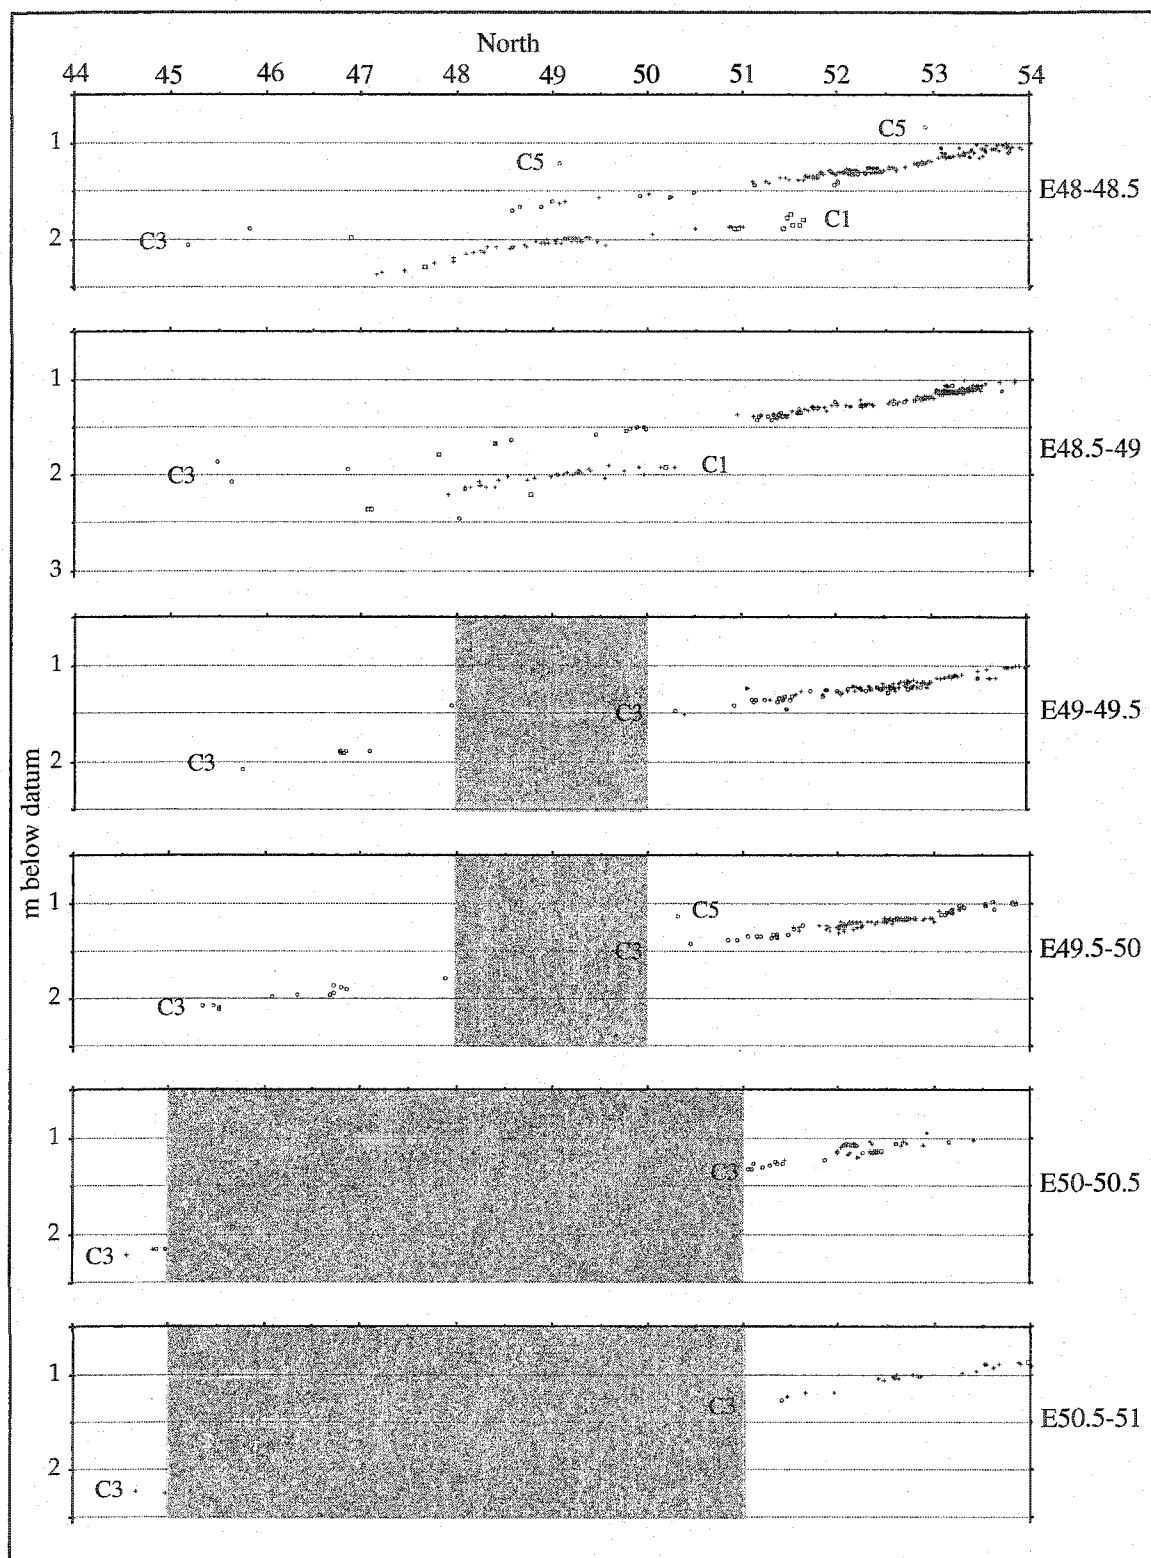 North
44 45 46 47 48 49 50 51 52 53 54
C5
1
C5
E48-48.5
C1
C3
2
1
E48.5-49
C3
2
C1
3
1
E49-49.5
C3
C3
2
m below datum
1
C5
C3
E49.5-50
2
C3
1
C3
E50-50.5
2
C3
1
C3
E50.5-51
2
C3